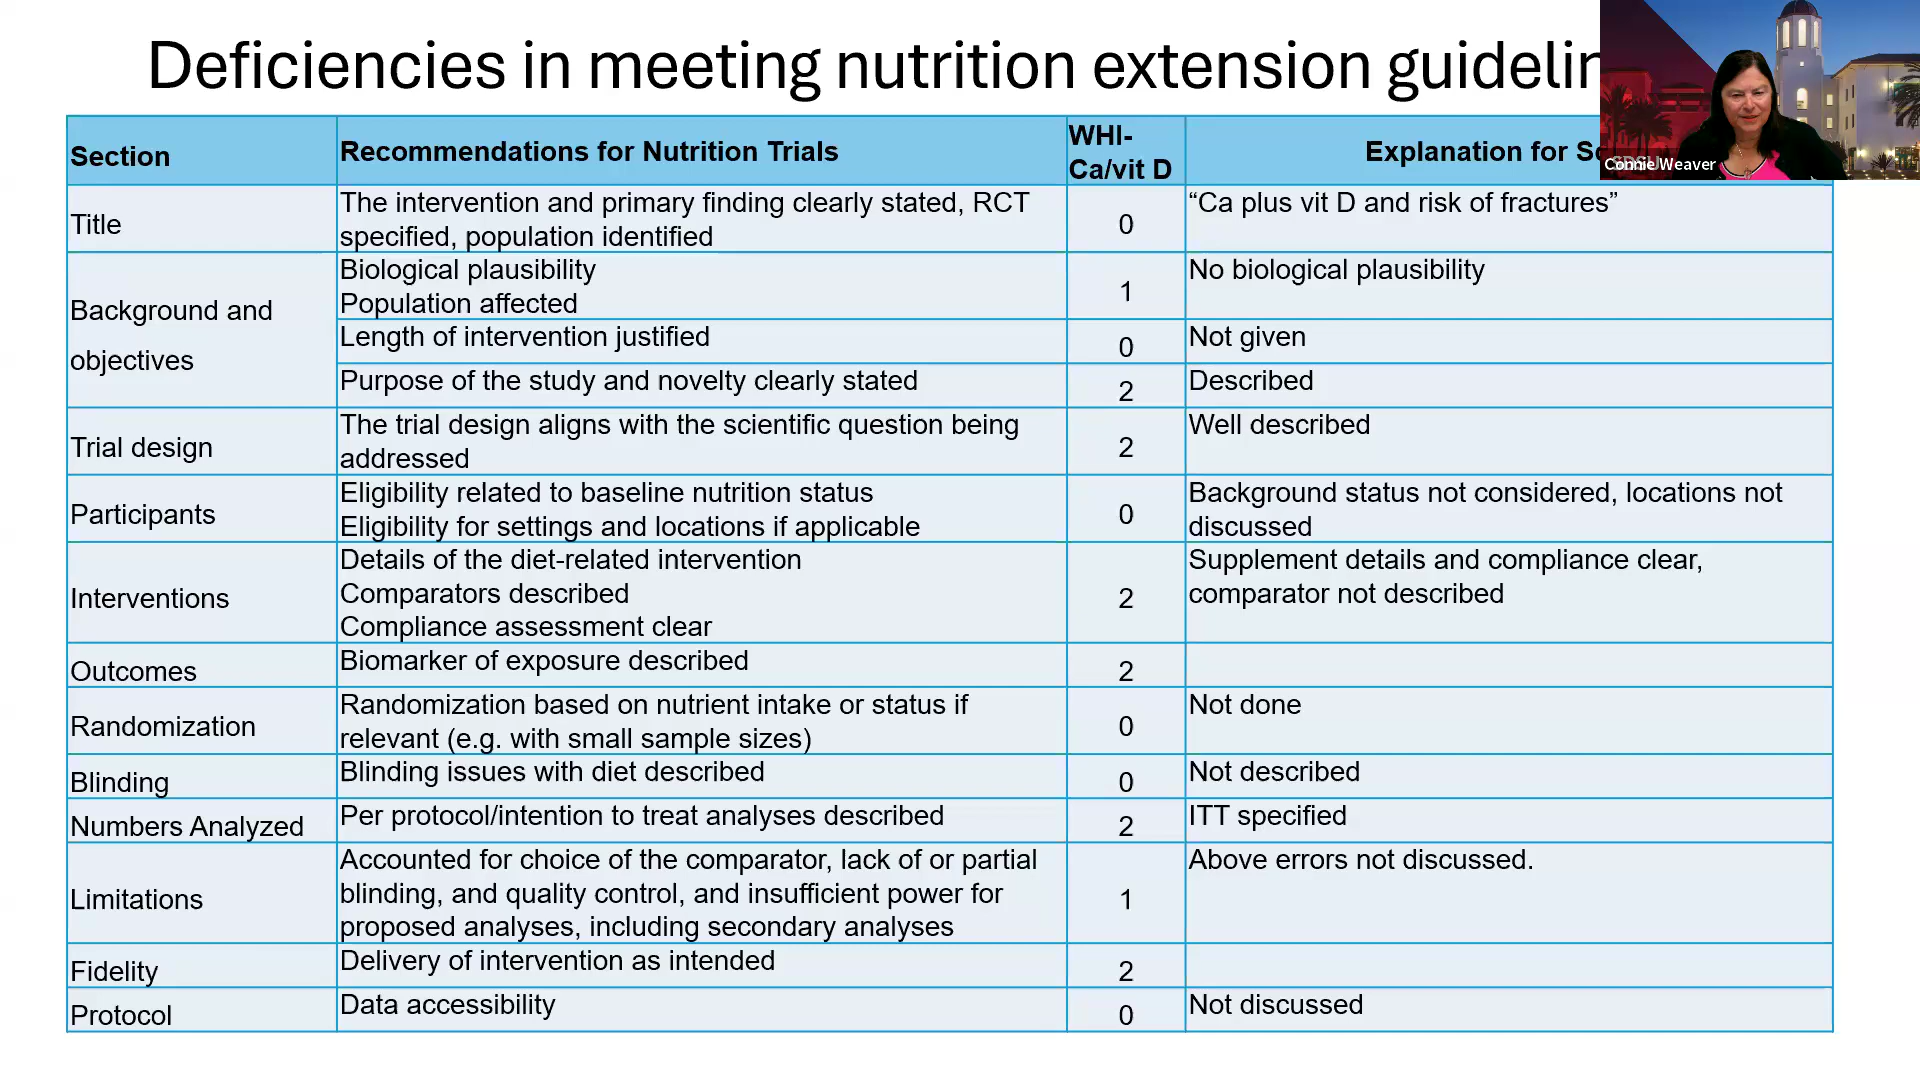 Deficiencies in meeting nutrition extension
Section
Recommendations for Nutrition Trials
WHI-
Ca/vit D
Explanation for
Connie Weaver
Title
The intervention and primary finding clearly stated, RCT
specified, population identified
0
“Ca plus vit D and risk of fractures”
Background and
objectives
Biological plausibility
Population affected
1
No biological plausibility
Length of intervention justified
0
Not given
Purpose of the study and novelty clearly stated
2
Described
Trial design
The trial design aligns with the scientific question being
addressed
2
Well described
Participants
Eligibility related to baseline nutrition status
Eligibility for settings and locations if applicable
0
Background status not considered, locations not
discussed
Interventions
Details of the diet-related intervention
Comparators described
Compliance assessment clear
2
Supplement details and compliance clear,
comparator not described
Outcomes
Biomarker of exposure described
2
Randomization
Randomization based on nutrient intake or status if
relevant (e.g. with small sample sizes)
0
Not done
Blinding
Blinding issues with diet described
0
Not described
Numbers Analyzed
Per protocol/intention to treat analyses described
2
ITT specified
Limitations
Accounted for choice of the comparator, lack of or partial
blinding, and quality control, and insufficient power for
proposed analyses, including secondary analyses
1
Above errors not discussed.
Fidelity
Delivery of intervention as intended
2
Protocol
Data accessibility
0
Not discussed